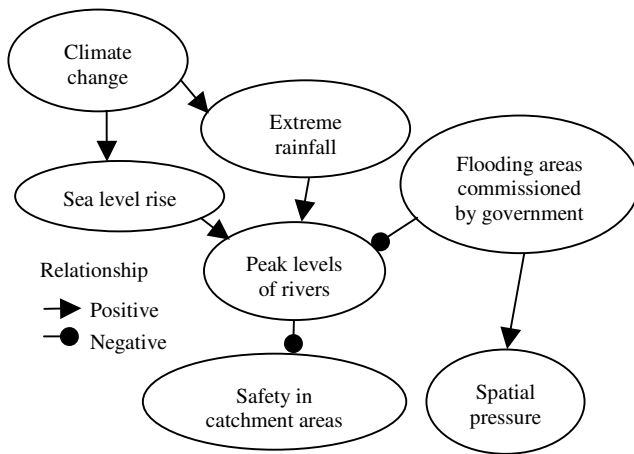 Climate
change
Extreme
rainfall
Flooding areas
commissioned
by government
Sea level rise
Peak levels
of rivers
Relationship
Positive
Negative
Safety in
catchment areas
Spatial
pressure